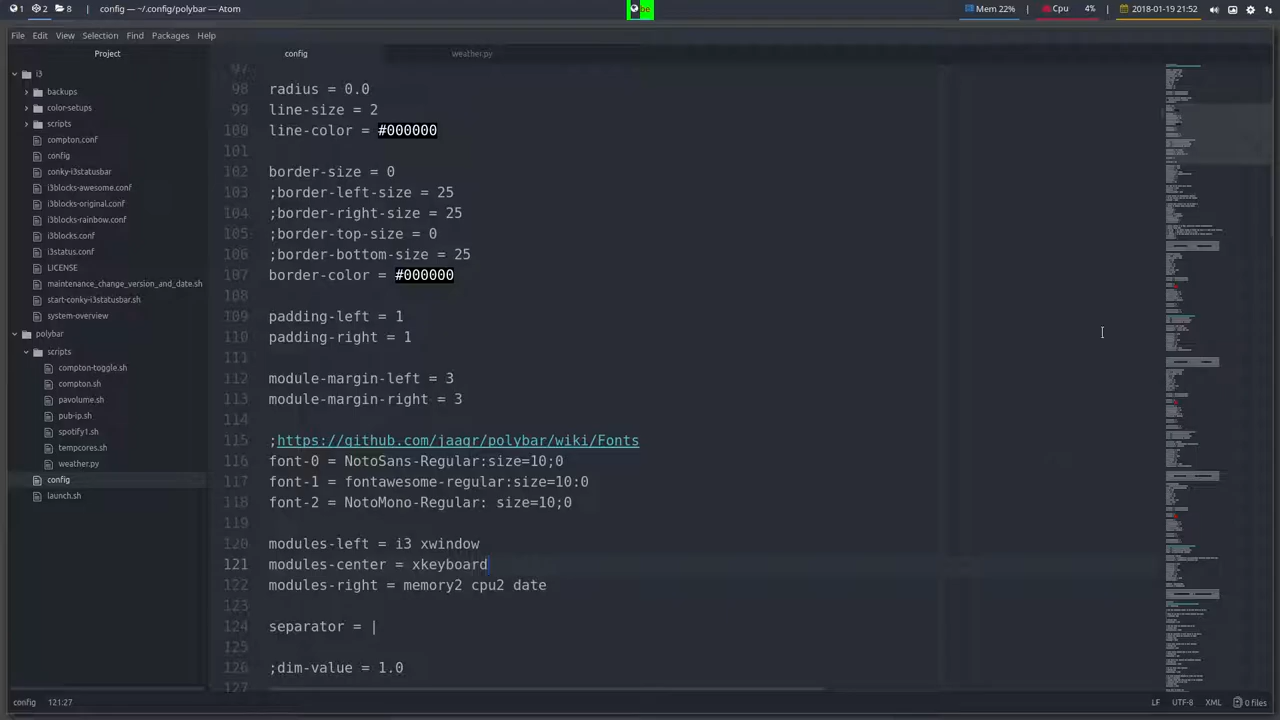 1 2 8 config — ~/.config/polybar — Atom be Mem 22% Cpu 4% 2018-01-19 21:52
File Edit View Selection Find Packages Help
Project config weather.py
i3
backups
color-setups
scripts
compton.conf
config
conky-i3statusbar
i3blocks-awesome.conf
i3blocks-original.conf
i3blocks-rainbow.conf
i3blocks.conf
i3status.conf
LICENSE
maintenance_change_version_and_date.sh
start-conky-i3statusbar.sh
system-overview
polybar
scripts
compton-toggle.sh
compton.sh
pavolume.sh
pub-ip.sh
spotify1.sh
tempcores.sh
weather.py
config
launch.sh
97
98 radius = 0.0
99 line-size = 2
100 line-color = #000000
101
102 border-size = 0
103 ;border-left-size = 25
104 ;border-right-size = 25
105 ;border-top-size = 0
106 ;border-bottom-size = 25
107 border-color = #000000
108
109 padding-left = 1
110 padding-right = 1
111
112 module-margin-left = 3
113 module-margin-right = 3
114
115 ;https://github.com/jaagr/polybar/wiki/Fonts
116 font-0 = NotoSans-Regular size=10;0
117 font-1 = fontawesome-regular:size=10:0
118 font-2 = NotoMono-Regular: size=10;0
119
120 modules-left = i3 xwindow
121 modules-center = xkeyboard
122 modules-right = memory2 cpu2 date
123
124 separator = |
125
126 ;dim-value = 1.0
127
config 121:27 LF UTF-8 XML 0 files